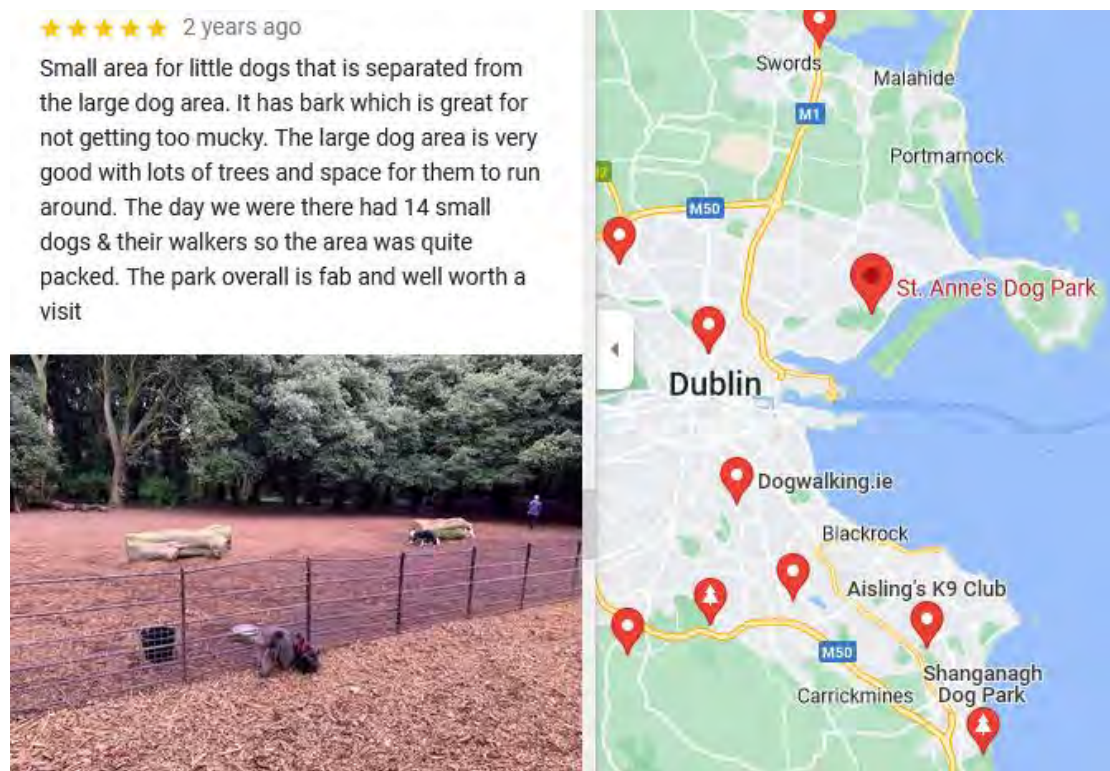 2 years ago
Small area for little dogs that is separated from
the large dog area. It has bark which is great for
not getting too mucky. The large dog area is very
good with lots of trees and space for them to run
around. The day we were there had 14 small
dogs & their walkers so the area was quite
packed. The park overall is fab and well worth a
visit
Swords
Malahide
M1
Portmarnock
M50
St. Anne's Dog Park
Dublin
Dogwalking.ie
Blackrock
Aisling's K9 Club
M50
Shanganagh
Dog Park
Carrickmines